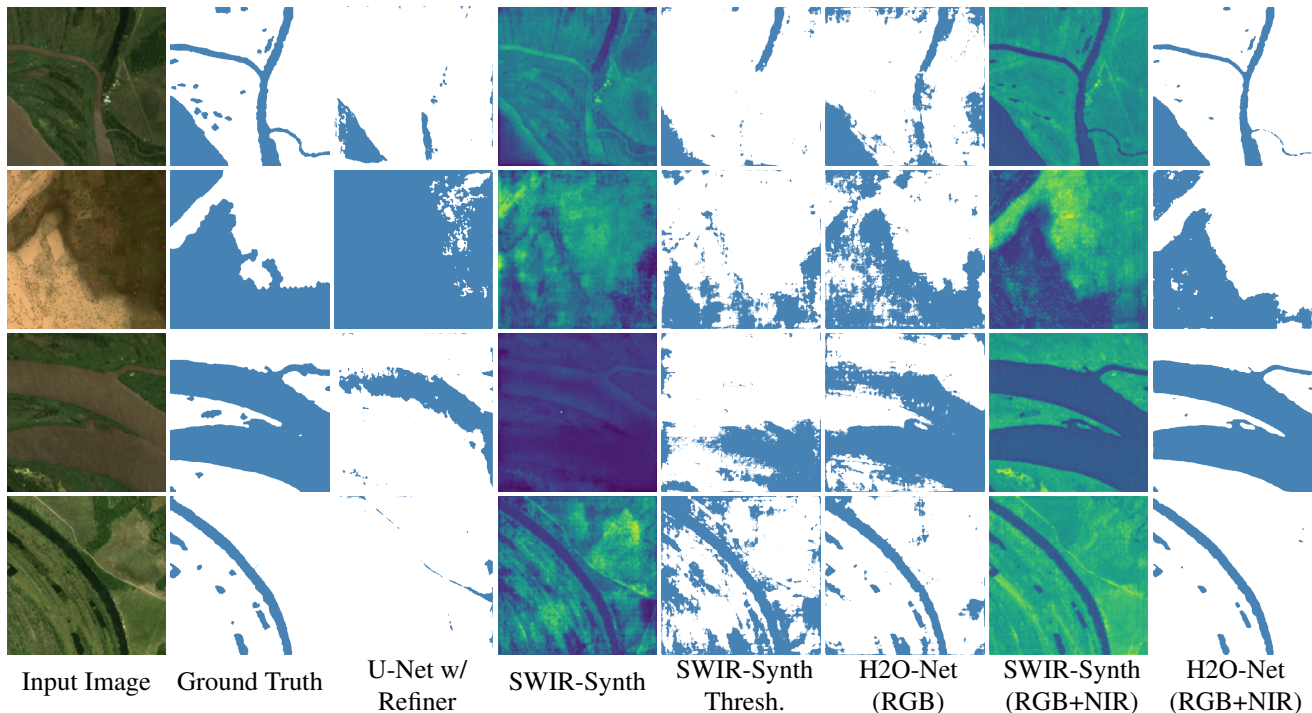 Input Image
Ground Truth
U-Net w/
Refiner
SWIR-Synth
SWIR-Synth
Thresh.
H2O-Net
(RGB)
SWIR-Synth
(RGB+NIR)
H2O-Net
(RGB+NIR)